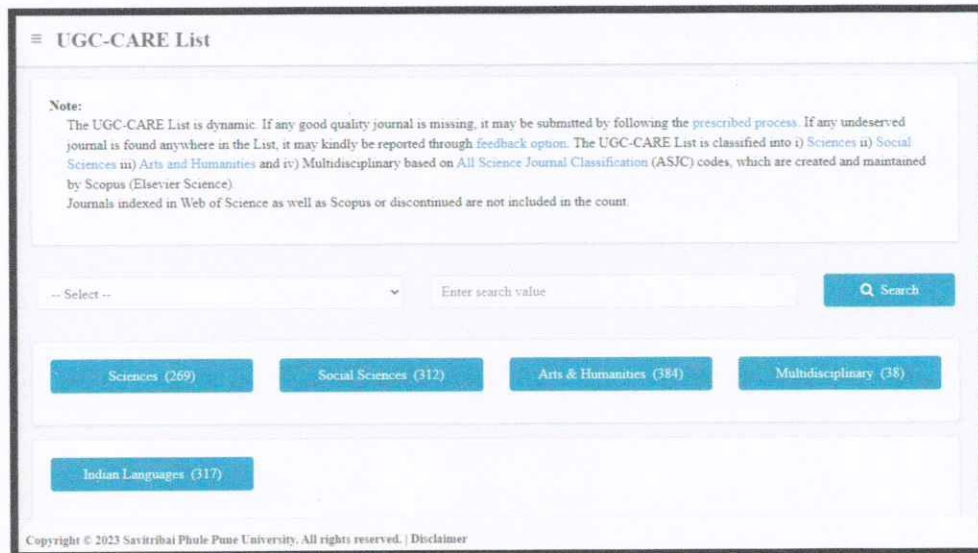 ≡ UGC-CARE List
Note:
The UGC-CARE List is dynamic. If any good quality journal is missing, it may be submitted by following the prescribed process. If any undeserved
journal is found anywhere in the List, it may kindly be reported through feedback option. The UGC-CARE List is classified into i) Sciences ii) Social
Sciences iii) Arts and Humanities and iv) Multidisciplinary based on All Science Journal Classification (ASJC) codes, which are created and maintained
by Scopus (Elsevier Science).
Journals indexed in Web of Science as well as Scopus or discontinued are not included in the count.
-- Select -- Enter search value Search
Sciences (269) Social Sciences (312) Arts & Humanities (384) Multidisciplinary (38)
Indian Languages (317)
Copyright © 2023 Savitribai Phule Pune University. All rights reserved. | Disclaimer